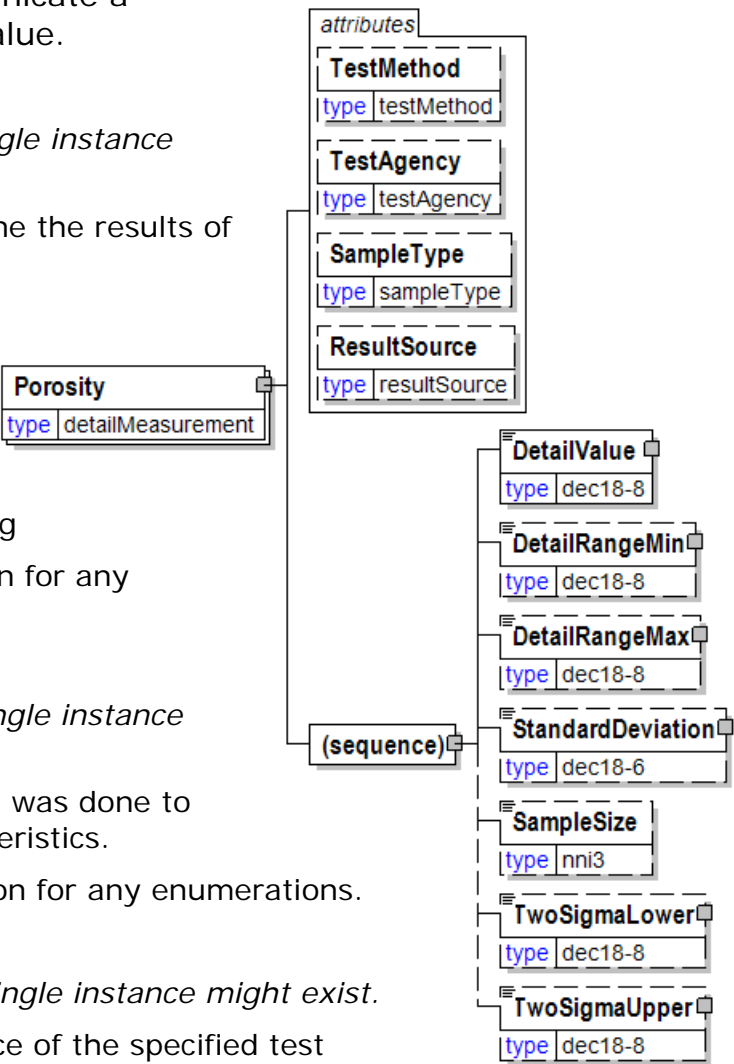 nicate a
alue.
gle instance
ne the results of
g
n for any
ngle instance
was done to
eristics.
on for any enumerations.
ingle instance might exist.
ce of the specified test
attributes
TestMethod
type testMethod
TestAgency
type testAgency
SampleType
type sampleType
ResultSource
type resultSource
Porosity
type detailMeasurement
(sequence)
DetailValue
type dec18-8
DetailRangeMin
type dec18-8
DetailRangeMax
type dec18-8
StandardDeviation
type dec18-6
SampleSize
type nni3
TwoSigmaLower
type dec18-8
TwoSigmaUpper
type dec18-8